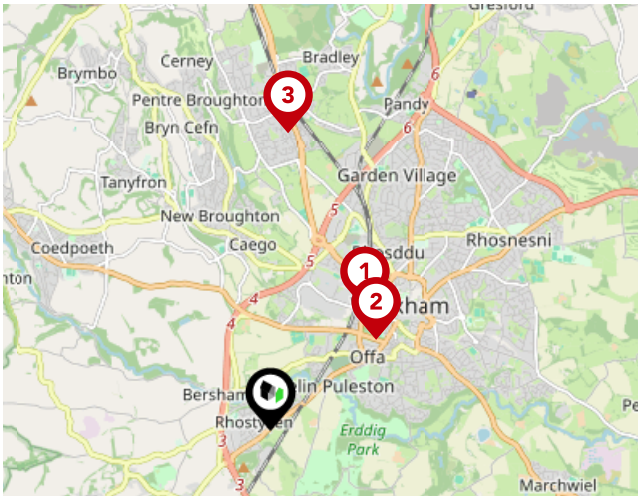 Gresford
Cerney
Bradley
Brymbo
6
Pentre Broughton
3
Pandy
Bryn Cefn
6
Garden Village
Tanyfron
New Broughton
5
Caego
Rhosnesni
Coedpoeth
5
1
4
2
4
Offa
Puleston
Bersham
3
Erddig
Park
3
Marchwiel